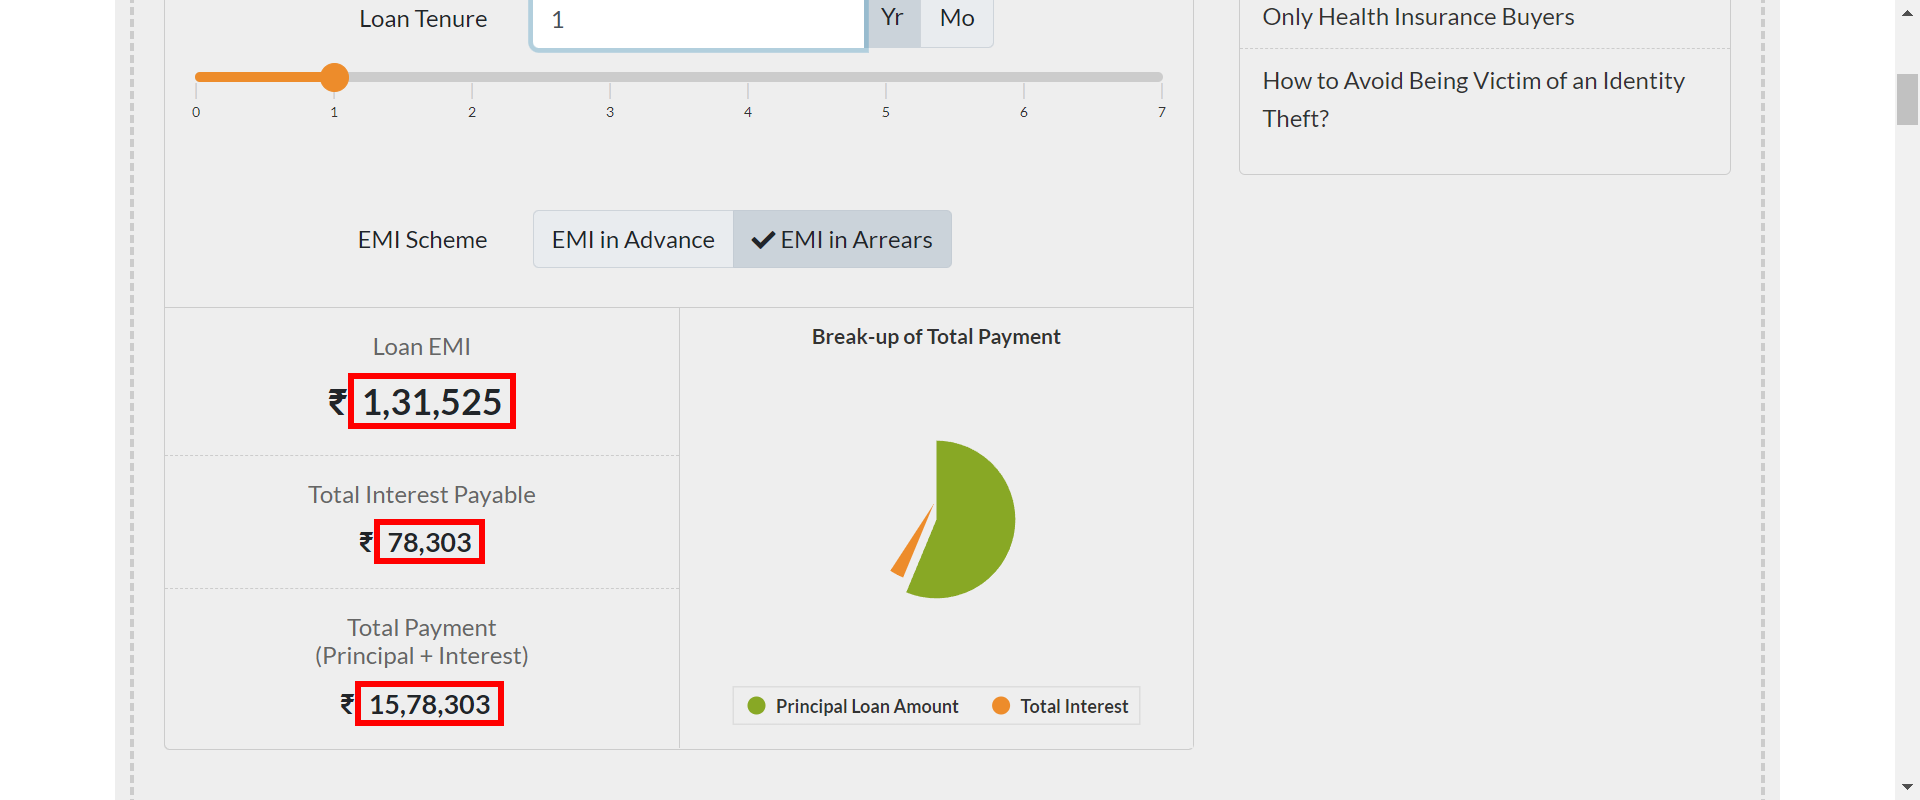 Loan Tenure
1
Yr
Mo
0 1 2 3 4 5 6 7
EMI Scheme
EMI in Advance
EMI in Arrears
Loan EMI
₹ 1,31,525
Total Interest Payable
₹ 78,303
Total Payment
(Principal + Interest)
₹ 15,78,303
Break-up of Total Payment
Principal Loan Amount
Total Interest
Only Health Insurance Buyers
How to Avoid Being Victim of an Identity
Theft?